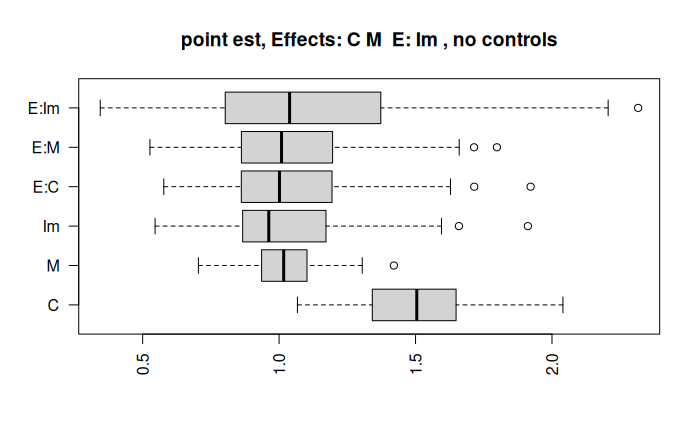 point est, Effects: C M  E: Im , no controls
E:Im
E:M
E:C
Im
M
C
0.5
1.0
1.5
2.0